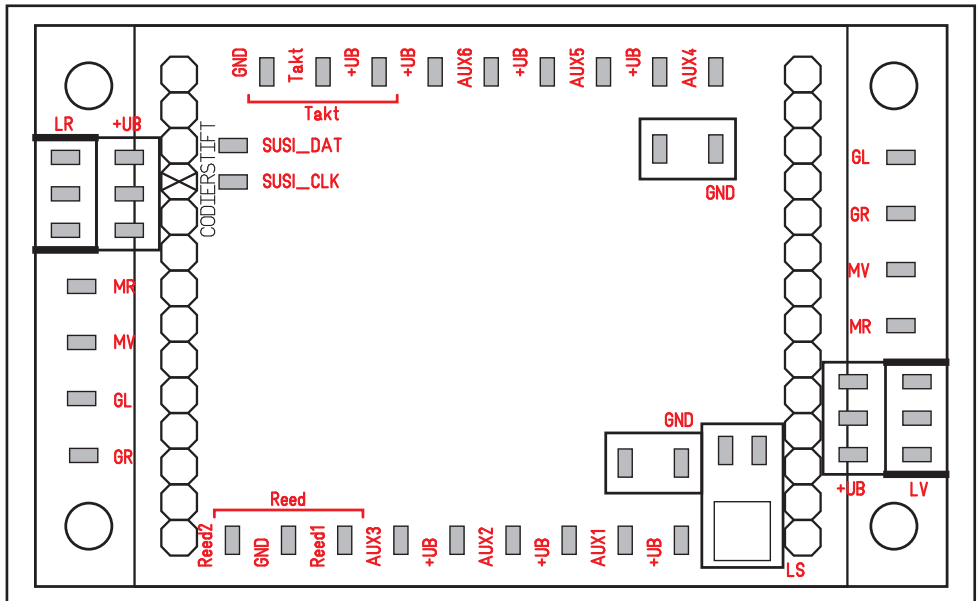 GND Takt +UB +UB AUX6 +UB AUX5 +UB AUX4
Takt
LR +UB
CODIERSTIFT
SUSI_DAT
SUSI_CLK
GND
GL
GR
MV
MR
MR
MV
GL
GR
GND
+UB LV
Reed
Reed2 GND Reed1 AUX3 +UB AUX2 +UB AUX1 +UB
LS